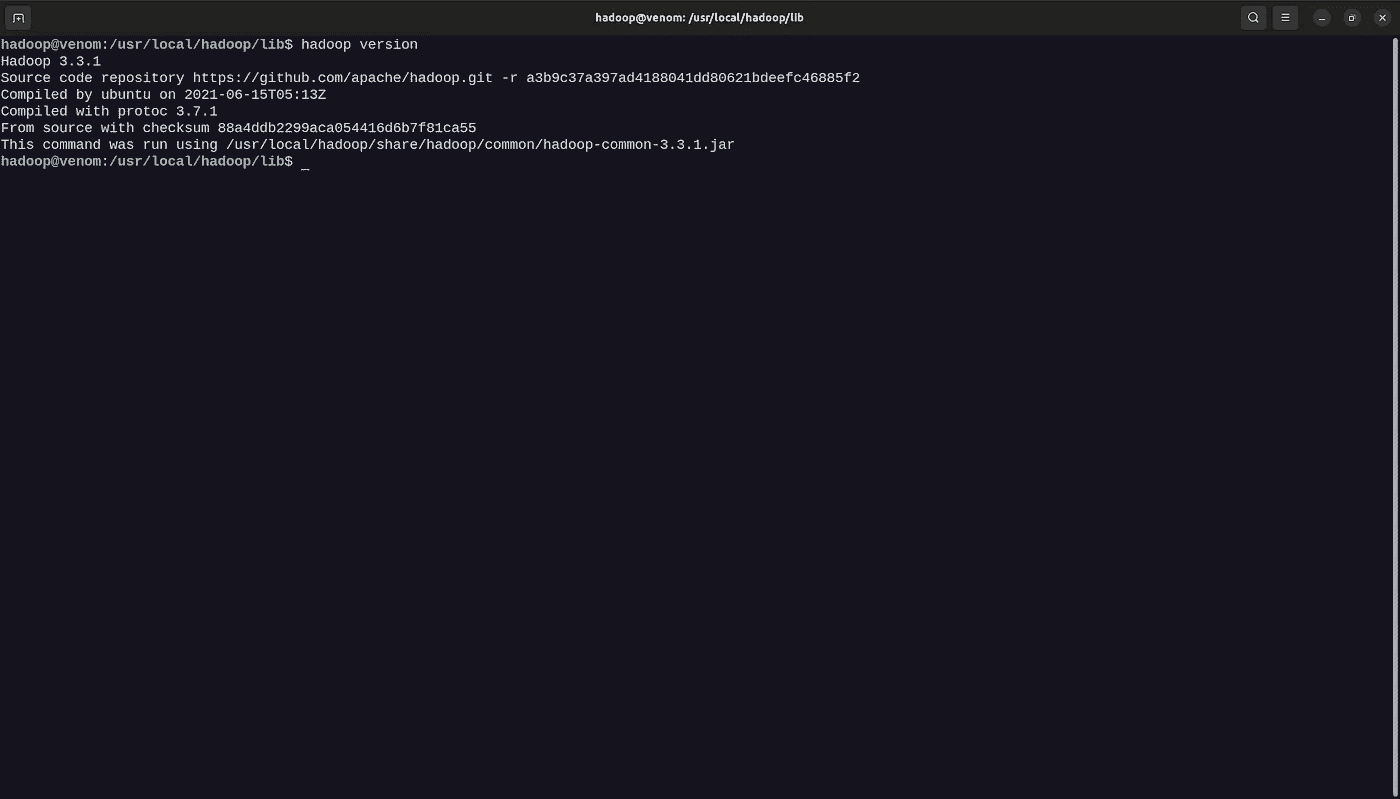 hadoop@venom: /usr/local/hadoop/lib
hadoop@venom:/usr/local/hadoop/lib$ hadoop version
Hadoop 3.3.1
Source code repository https://github.com/apache/hadoop.git -r a3b9c37a397ad4188041dd80621bdeefc46885f2
Compiled by ubuntu on 2021-06-15T05:13Z
Compiled with protoc 3.7.1
From source with checksum 88a4ddb2299aca054416d6b7f81ca55
This command was run using /usr/local/hadoop/share/hadoop/common/hadoop-common-3.3.1.jar
hadoop@venom:/usr/local/hadoop/lib$ _